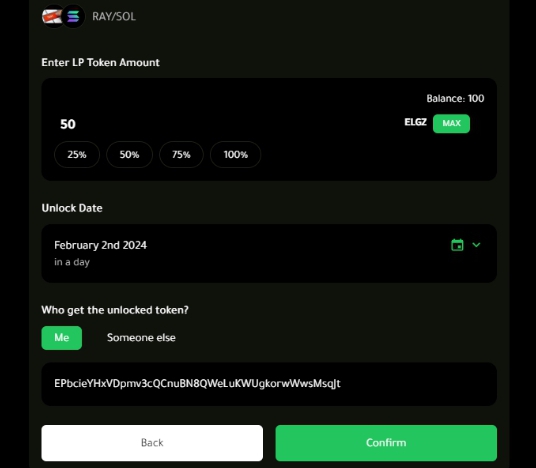 RAY/SOL
Enter LP Token Amount
Balance: 100
50
ELGZ MAX
25% 50% 75% 100%
Unlock Date
February 2nd 2024
in a day
Who get the unlocked token?
Me Someone else
EPbcieYHxVDpmv3cQCnuBN8QWeLuKWUgkorwWwsMsqJt
Back Confirm